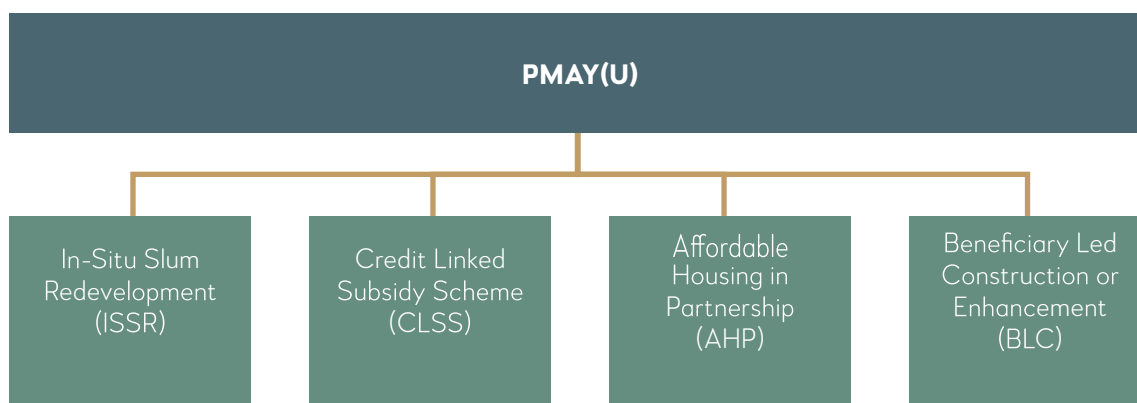 PMAY(U)
In-Situ Slum
Redevelopment
(ISSR)
Credit Linked
Subsidy Scheme
(CLSS)
Affordable
Housing in
Partnership
(AHP)
Beneficiary Led
Construction or
Enhancement
(BLC)